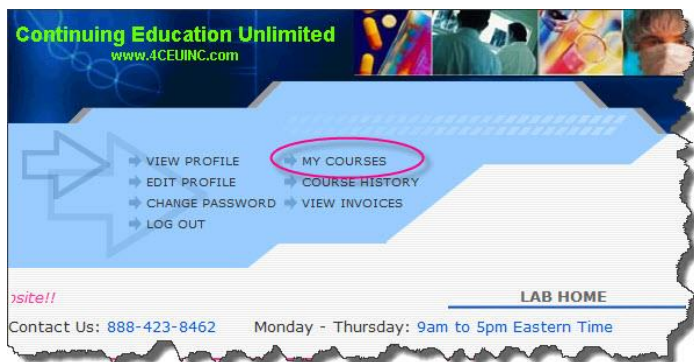 Continuing Education Unlimited
www.4CEUINC.com
VIEW PROFILE MY COURSES
EDIT PROFILE COURSE HISTORY
CHANGE PASSWORD VIEW INVOICES
LOG OUT
osite!! LAB HOME
Contact Us: 888-423-8462 Monday - Thursday: 9am to 5pm Eastern Time